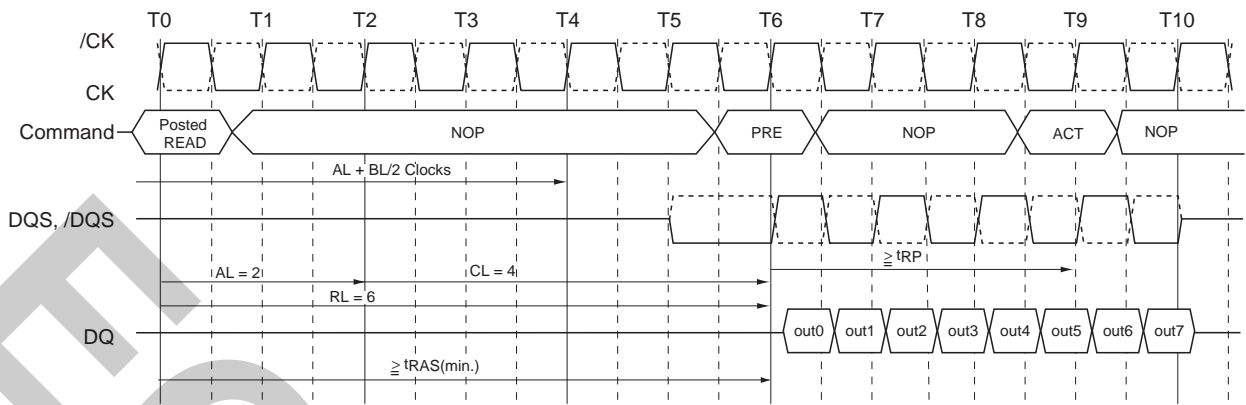 T0 T1 T2 T3 T4 T5 T6 T7 T8 T9 T10
/CK
CK
Command
Posted
READ
NOP PRE NOP ACT NOP
AL + BL/2 Clocks
DQS, /DQS
≧ tRP
AL = 2 CL = 4
RL = 6
DQ
out0 out1 out2 out3 out4 out5 out6 out7
≧ tRAS(min.)